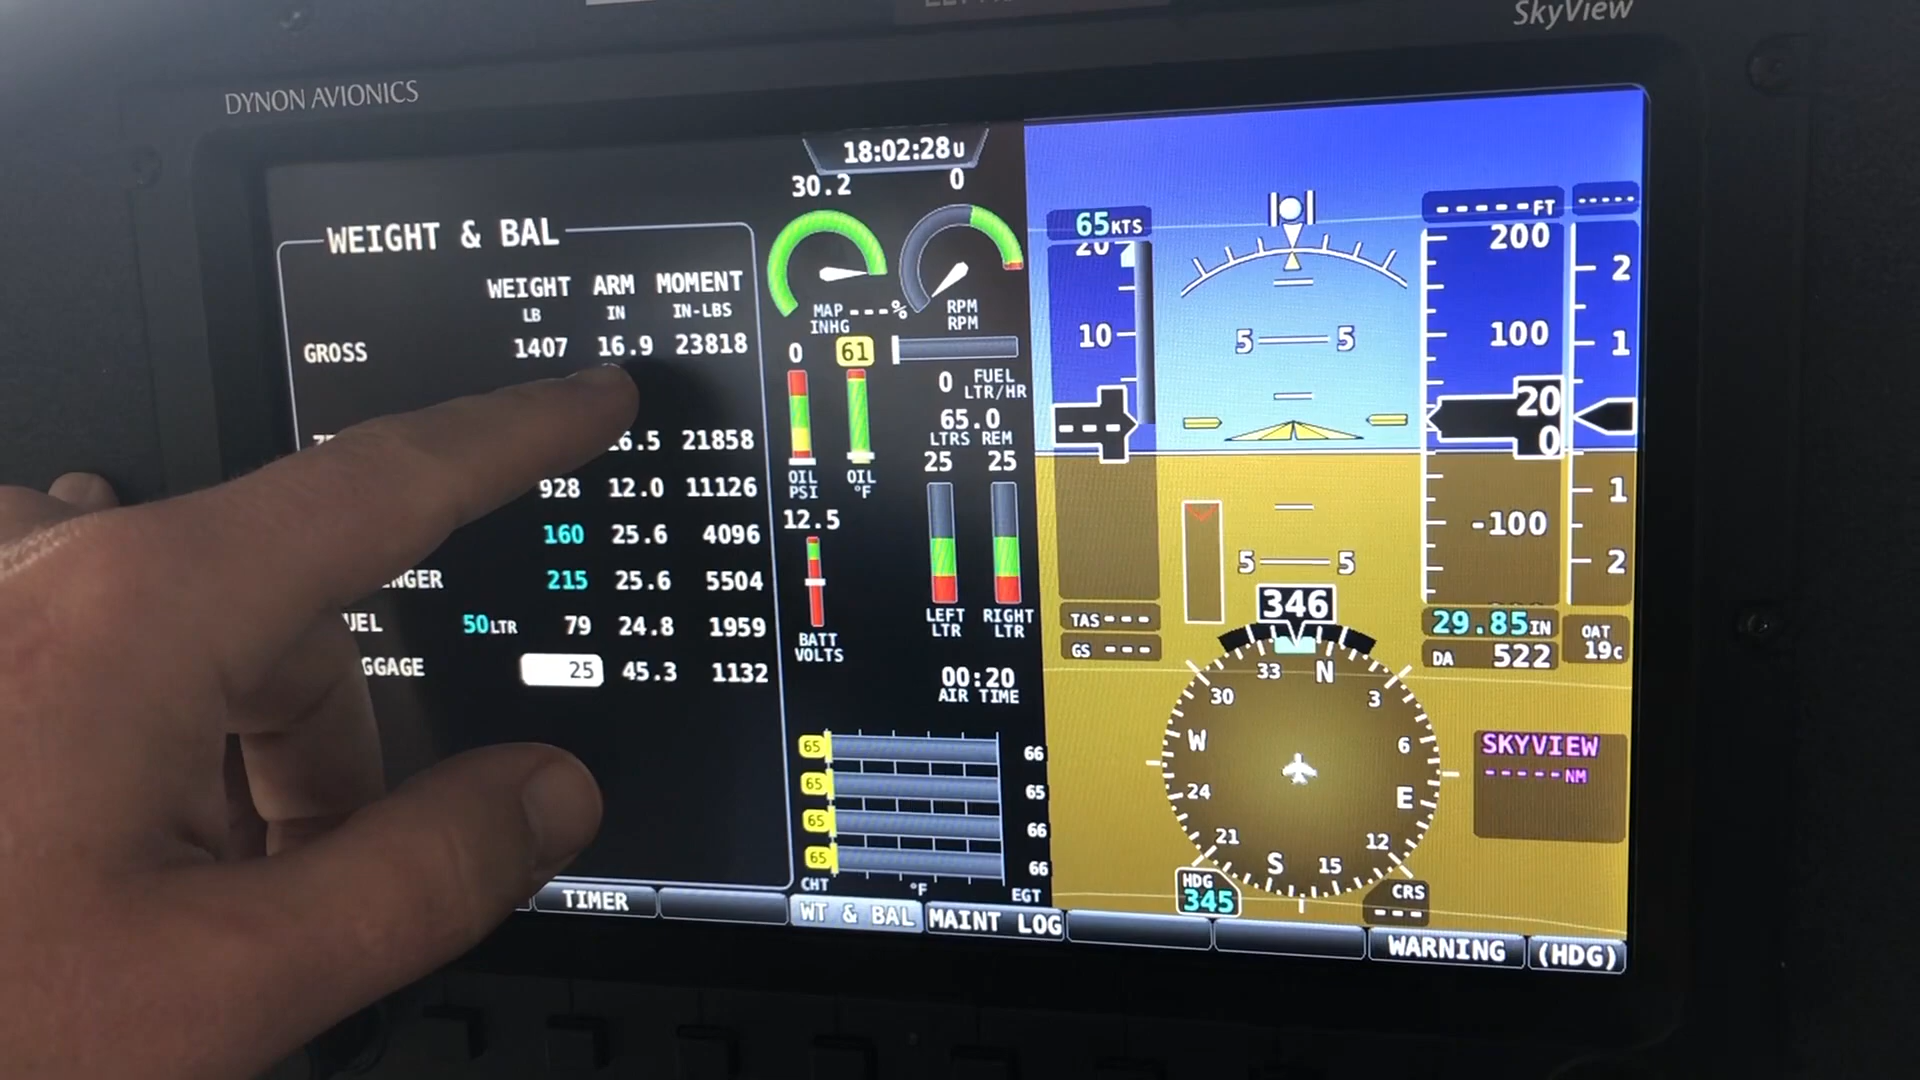 SkyView
DYNON AVIONICS
WEIGHT & BAL
WEIGHT ARM MOMENT
LB IN IN-LBS
GROSS 1407 16.9 23818
16.5 21858
928 12.0 11126
160 25.6 4096
215 25.6 5504
50LTR 79 24.8 1959
25 45.3 1132
18:02:28U
30.2 0
MAP ---% RPM
INHG RPM
0 61
0 FUEL
LTR/HR
65.0
LTRS REM
25 25
OIL OIL
PSI °F
12.5
LEFT RIGHT
LTR LTR
BATT
VOLTS
00:20
AIR TIME
65 66
65 65
65 66
65 66
CHT °F EGT
65KTS
20
10
---
TAS---
GS ---
5 5
5 5
-----FT
-----
200
100
20
0
-100
2
1
1
2
29.85IN
DA 522
OAT
19C
346
33 N 3 6 E 12 15 S 21 24 W 30
SKYVIEW
-----NM
HDG
345
CRS
---
TIMER
WT & BAL
MAINT LOG
WARNING
(HDG)